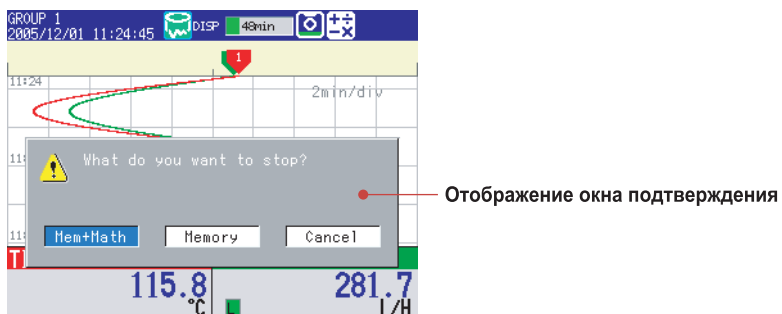 GROUP 1
2005/12/01 11:24:45 DISP 48min
1
11:24
2min/div
What do you want to stop?
Отображение окна подтверждения
Mem+Math Memory Cancel
115.8 281.7
°C L